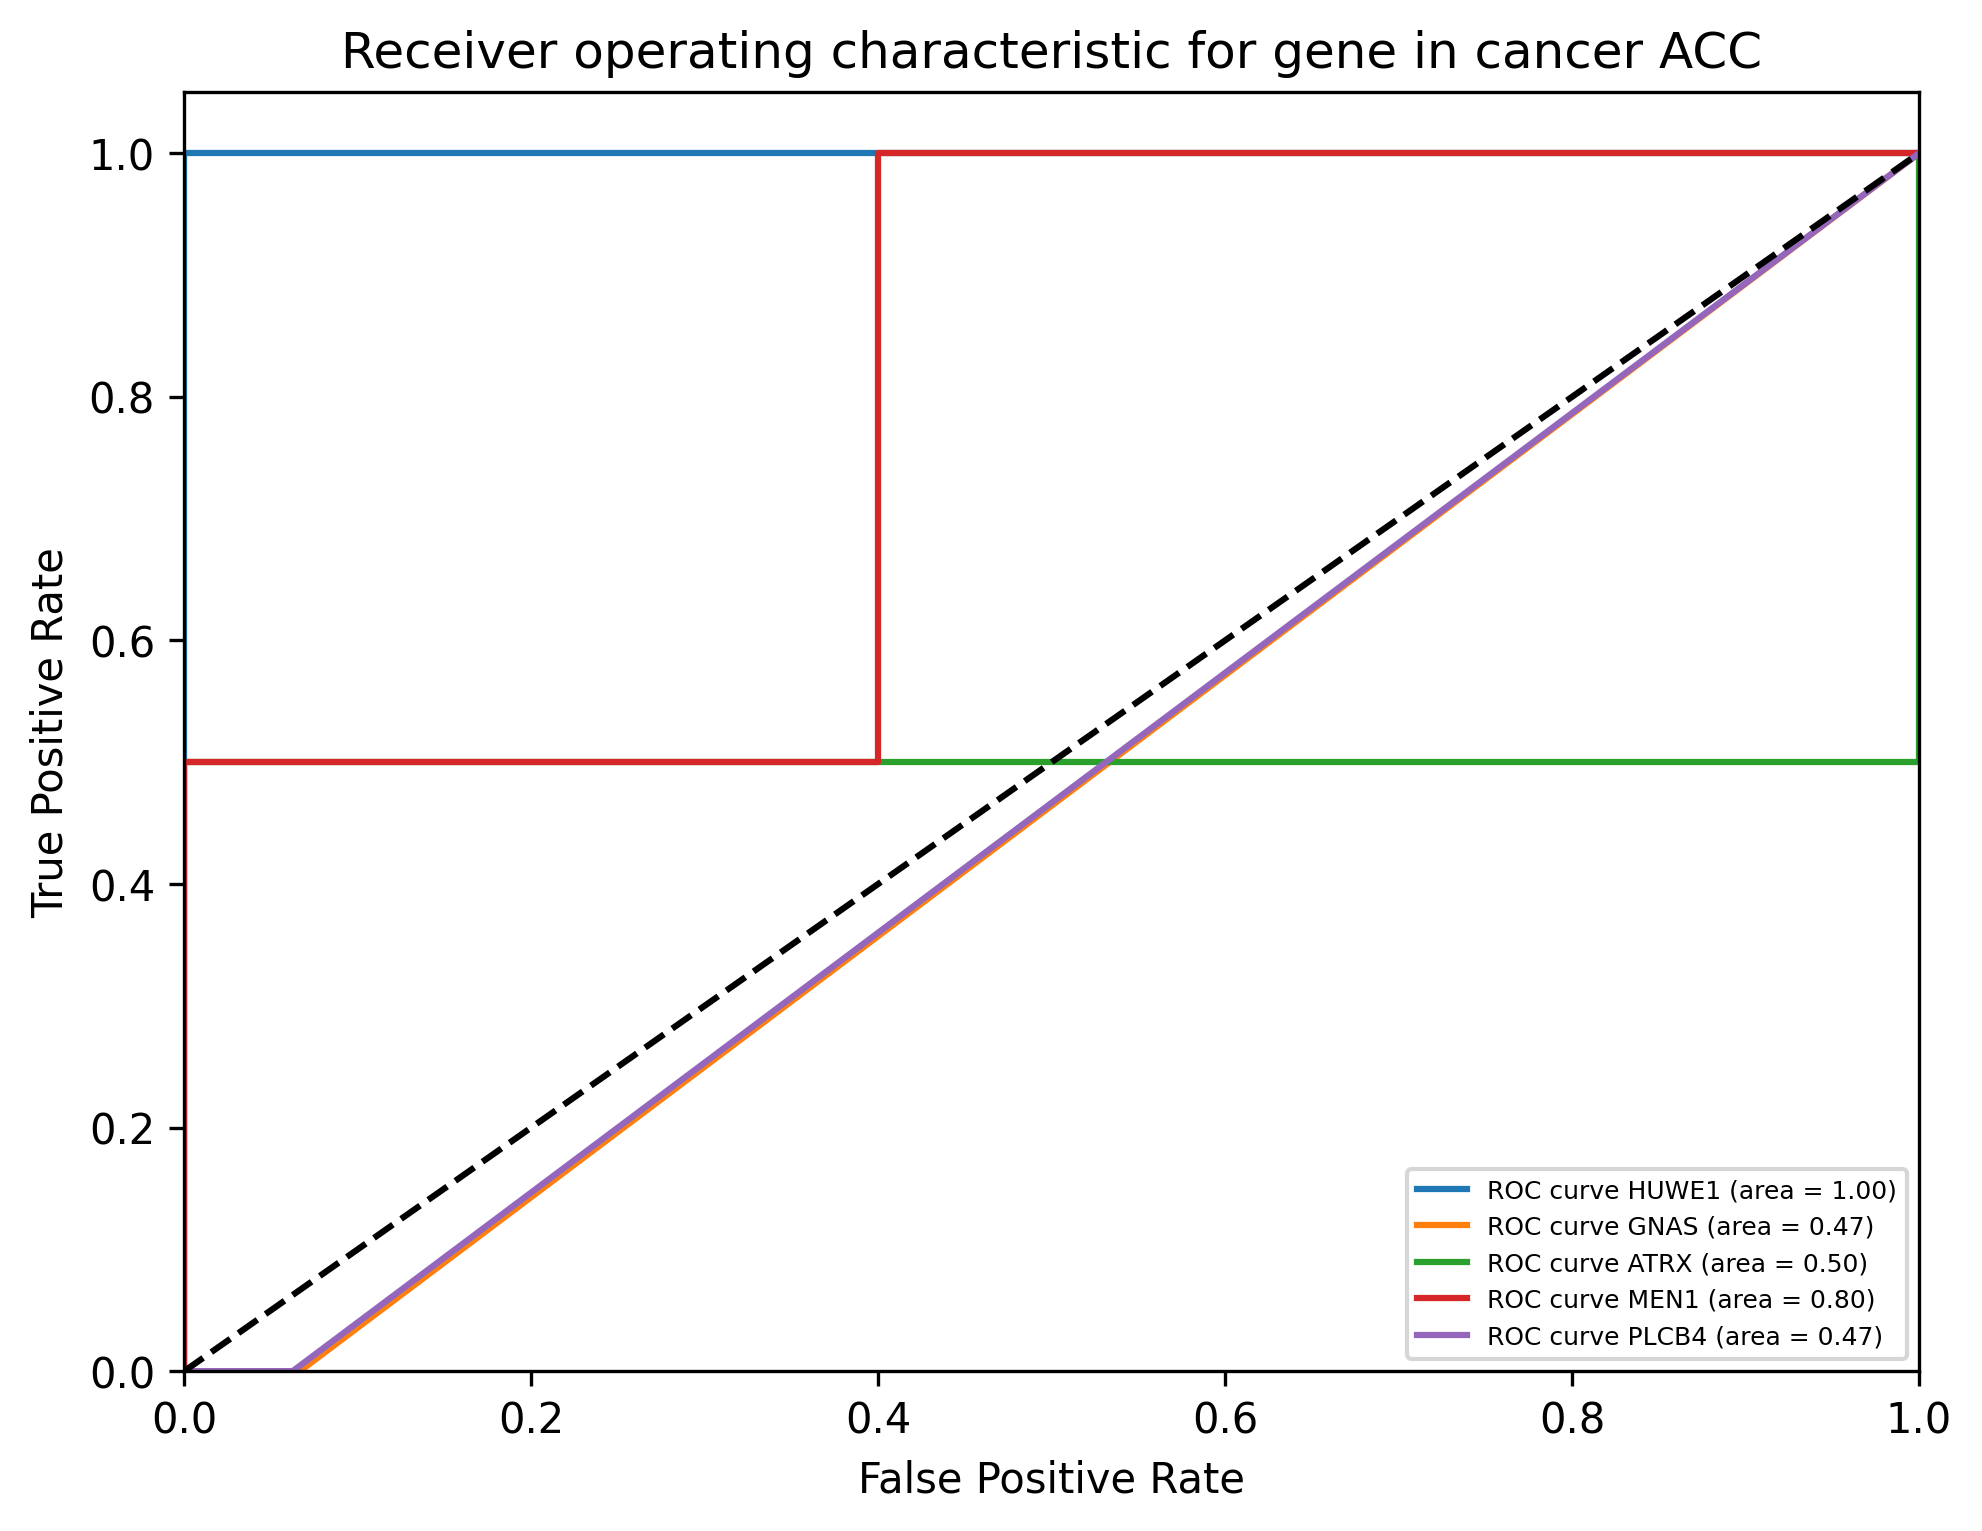 Receiver operating characteristic for gene in cancer ACC
1.0
0.8
0.6
0.4
0.2
0.0
True Positive Rate
ROC curve HUWE1 (area = 1.00)
ROC curve GNAS (area = 0.47)
ROC curve ATRX (area = 0.50)
ROC curve MEN1 (area = 0.80)
ROC curve PLCB4 (area = 0.47)
0.0 0.2 0.4 0.6 0.8 1.0
False Positive Rate